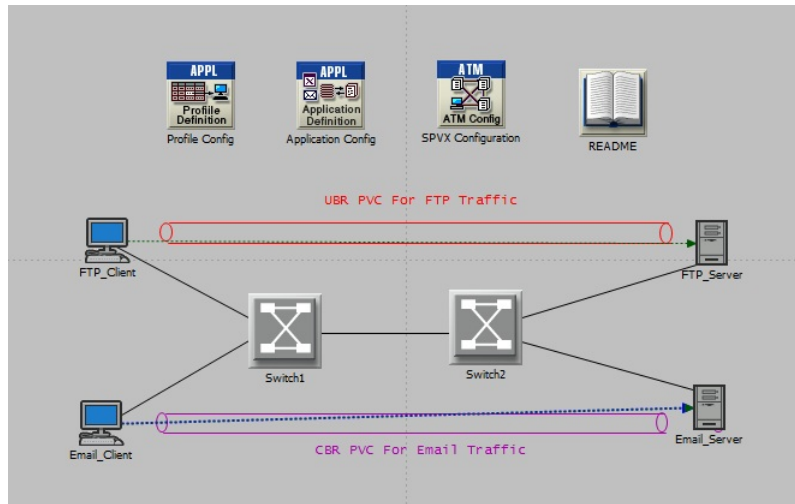 APPL
Profile
Definition
Profile Config
APPL
Application
Definition
Application Config
ATM
ATM Config
SPVX Configuration
README
UBR PVC For FTP Traffic
FTP_Client
FTP_Server
Switch1
Switch2
Email_Client
Email_Server
CBR PVC For Email Traffic